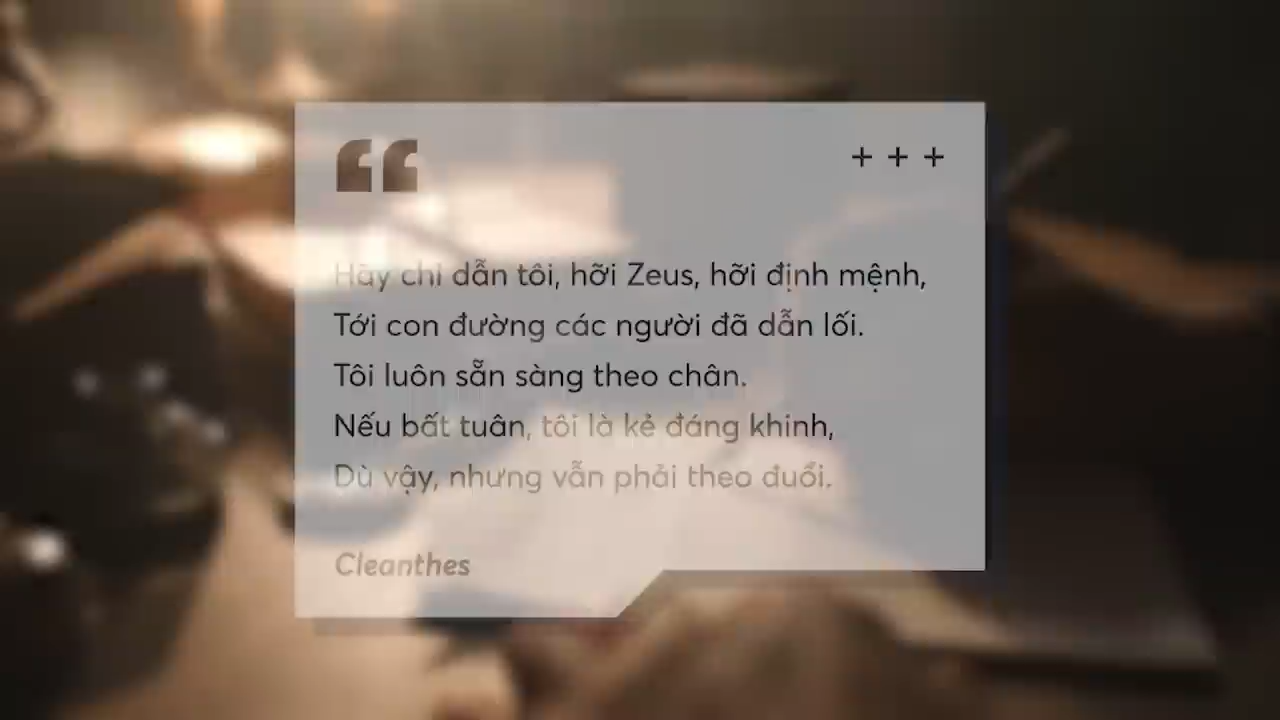 Hãy chỉ dẫn tôi, hỡi Zeus, hỡi định mệnh,
Tới con đường các người đã dẫn lối.
Tôi luôn sẵn sàng theo chân.
Nếu bất tuân, tôi là kẻ đáng khinh,
Dù vậy, nhưng vẫn phải theo đuổi.
Cleanthes